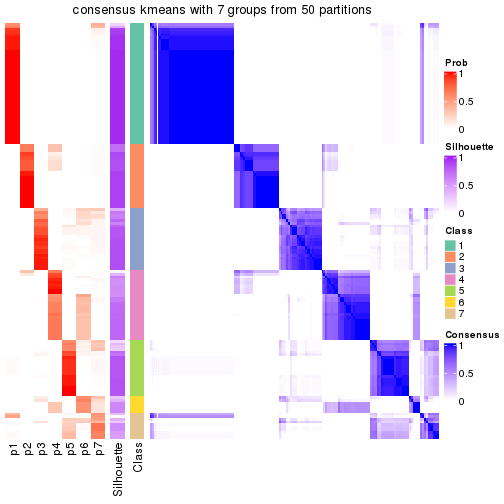 consensus kmeans with 7 groups from 50 partitions
p1
p2
p3
p4
p5
p6
p7
Silhouette
Class
Prob
1
0.5
0
Silhouette
1
0.5
0
Class
1
2
3
4
5
6
7
Consensus
1
0.5
0